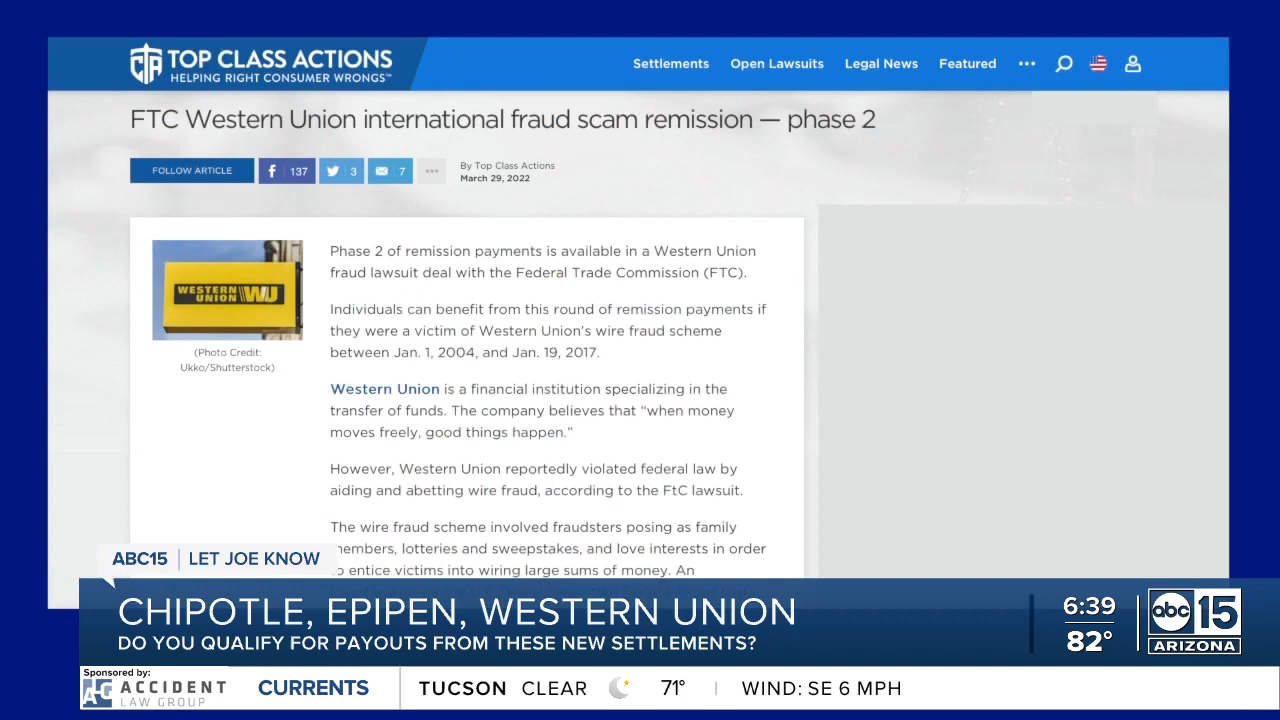 TOP CLASS ACTIONS
HELPING RIGHT CONSUMER WRONGS™
Settlements Open Lawsuits Legal News Featured •••
FTC Western Union international fraud scam remission — phase 2
FOLLOW ARTICLE f 137 3 7 •••
By Top Class Actions
March 29, 2022
WESTERN
UNION WU
(Photo Credit:
Ukko/Shutterstock)
Phase 2 of remission payments is available in a Western Union
fraud lawsuit deal with the Federal Trade Commission (FTC).
Individuals can benefit from this round of remission payments if
they were a victim of Western Union's wire fraud scheme
between Jan. 1, 2004, and Jan. 19, 2017.
Western Union is a financial institution specializing in the
transfer of funds. The company believes that “when money
moves freely, good things happen.”
However, Western Union reportedly violated federal law by
aiding and abetting wire fraud, according to the FtC lawsuit.
The wire fraud scheme involved fraudsters posing as family
members, lotteries and sweepstakes, and love interests in order
to entice victims into wiring large sums of money. An
ABC15 | LET JOE KNOW
CHIPOTLE, EPIPEN, WESTERN UNION
DO YOU QUALIFY FOR PAYOUTS FROM THESE NEW SETTLEMENTS?
6:39
82°
abc 15
ARIZONA
Sponsored by:
AG ACCIDENT
LAW GROUP
CURRENTS
TUCSON CLEAR 71° | WIND: SE 6 MPH